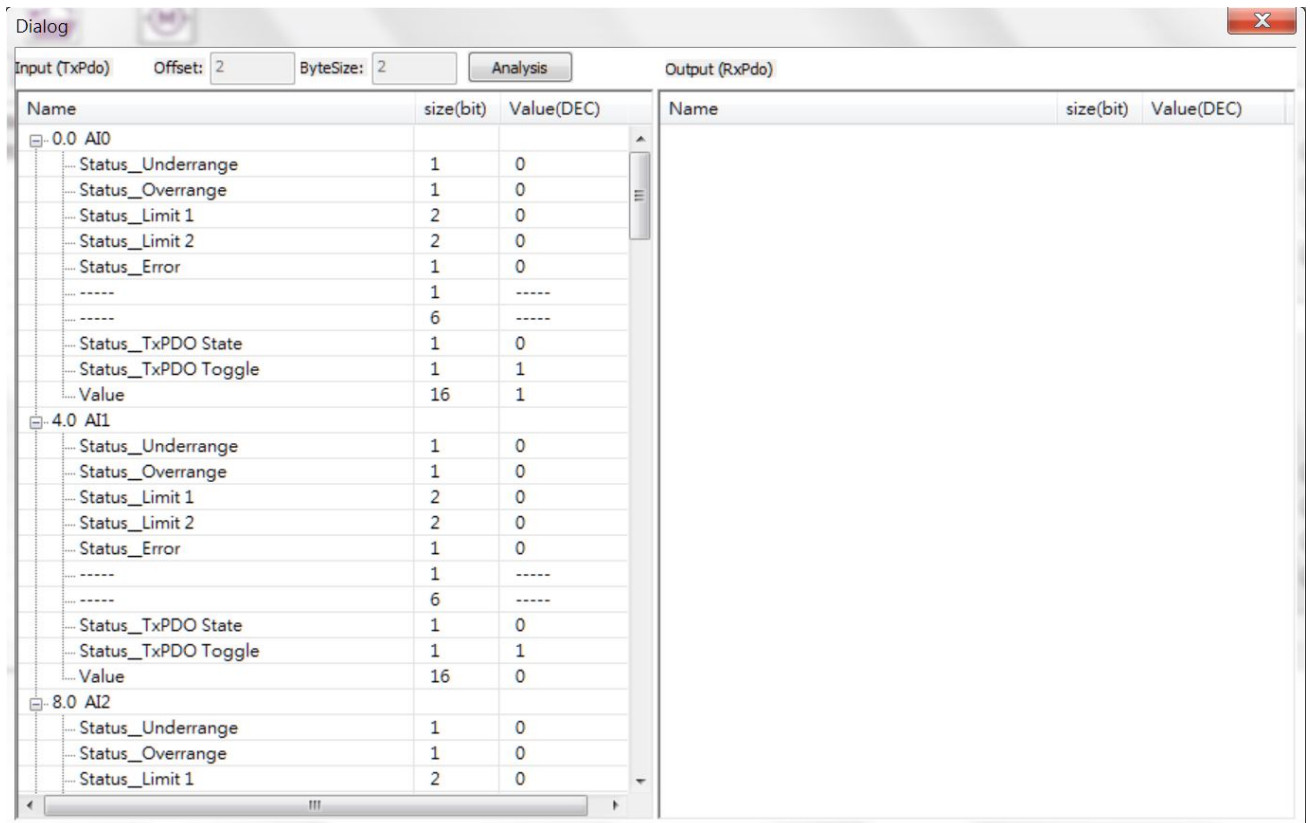 Dialog
Input (TxPdo) Offset: 2 ByteSize: 2 Analysis Output (RxPdo)
Name size(bit) Value(DEC) Name size(bit) Value(DEC)
0.0 AI0
Status__Underrange 1 0
Status__Overrange 1 0
Status__Limit 1 2 0
Status__Limit 2 2 0
Status__Error 1 0
----- 1 -----
----- 6 -----
Status__TxPDO State 1 0
Status__TxPDO Toggle 1 1
Value 16 1
4.0 AI1
Status__Underrange 1 0
Status__Overrange 1 0
Status__Limit 1 2 0
Status__Limit 2 2 0
Status__Error 1 0
----- 1 -----
----- 6 -----
Status__TxPDO State 1 0
Status__TxPDO Toggle 1 1
Value 16 0
8.0 AI2
Status__Underrange 1 0
Status__Overrange 1 0
Status__Limit 1 2 0